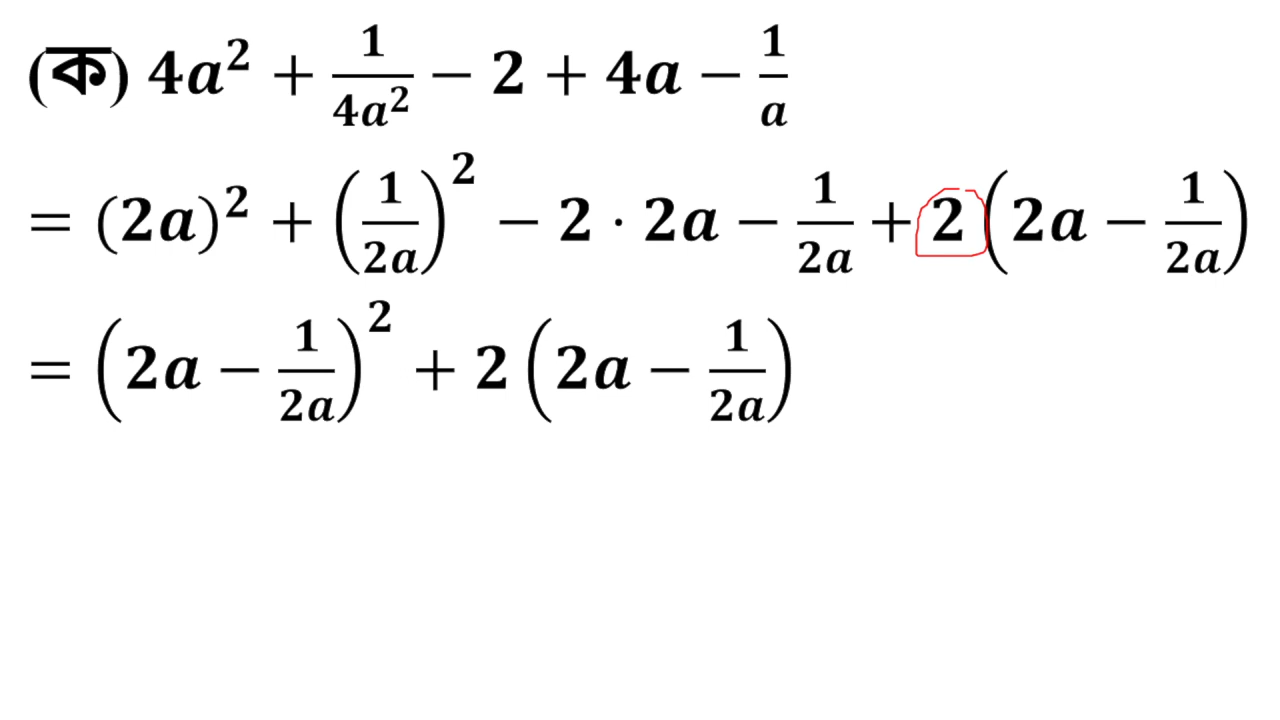 (ক) 4a² + 1/4a² − 2 + 4a − 1/a
= (2a)² + (1/2a)² − 2 · 2a − 1/2a + 2(2a − 1/2a)
= (2a − 1/2a)² + 2(2a − 1/2a)